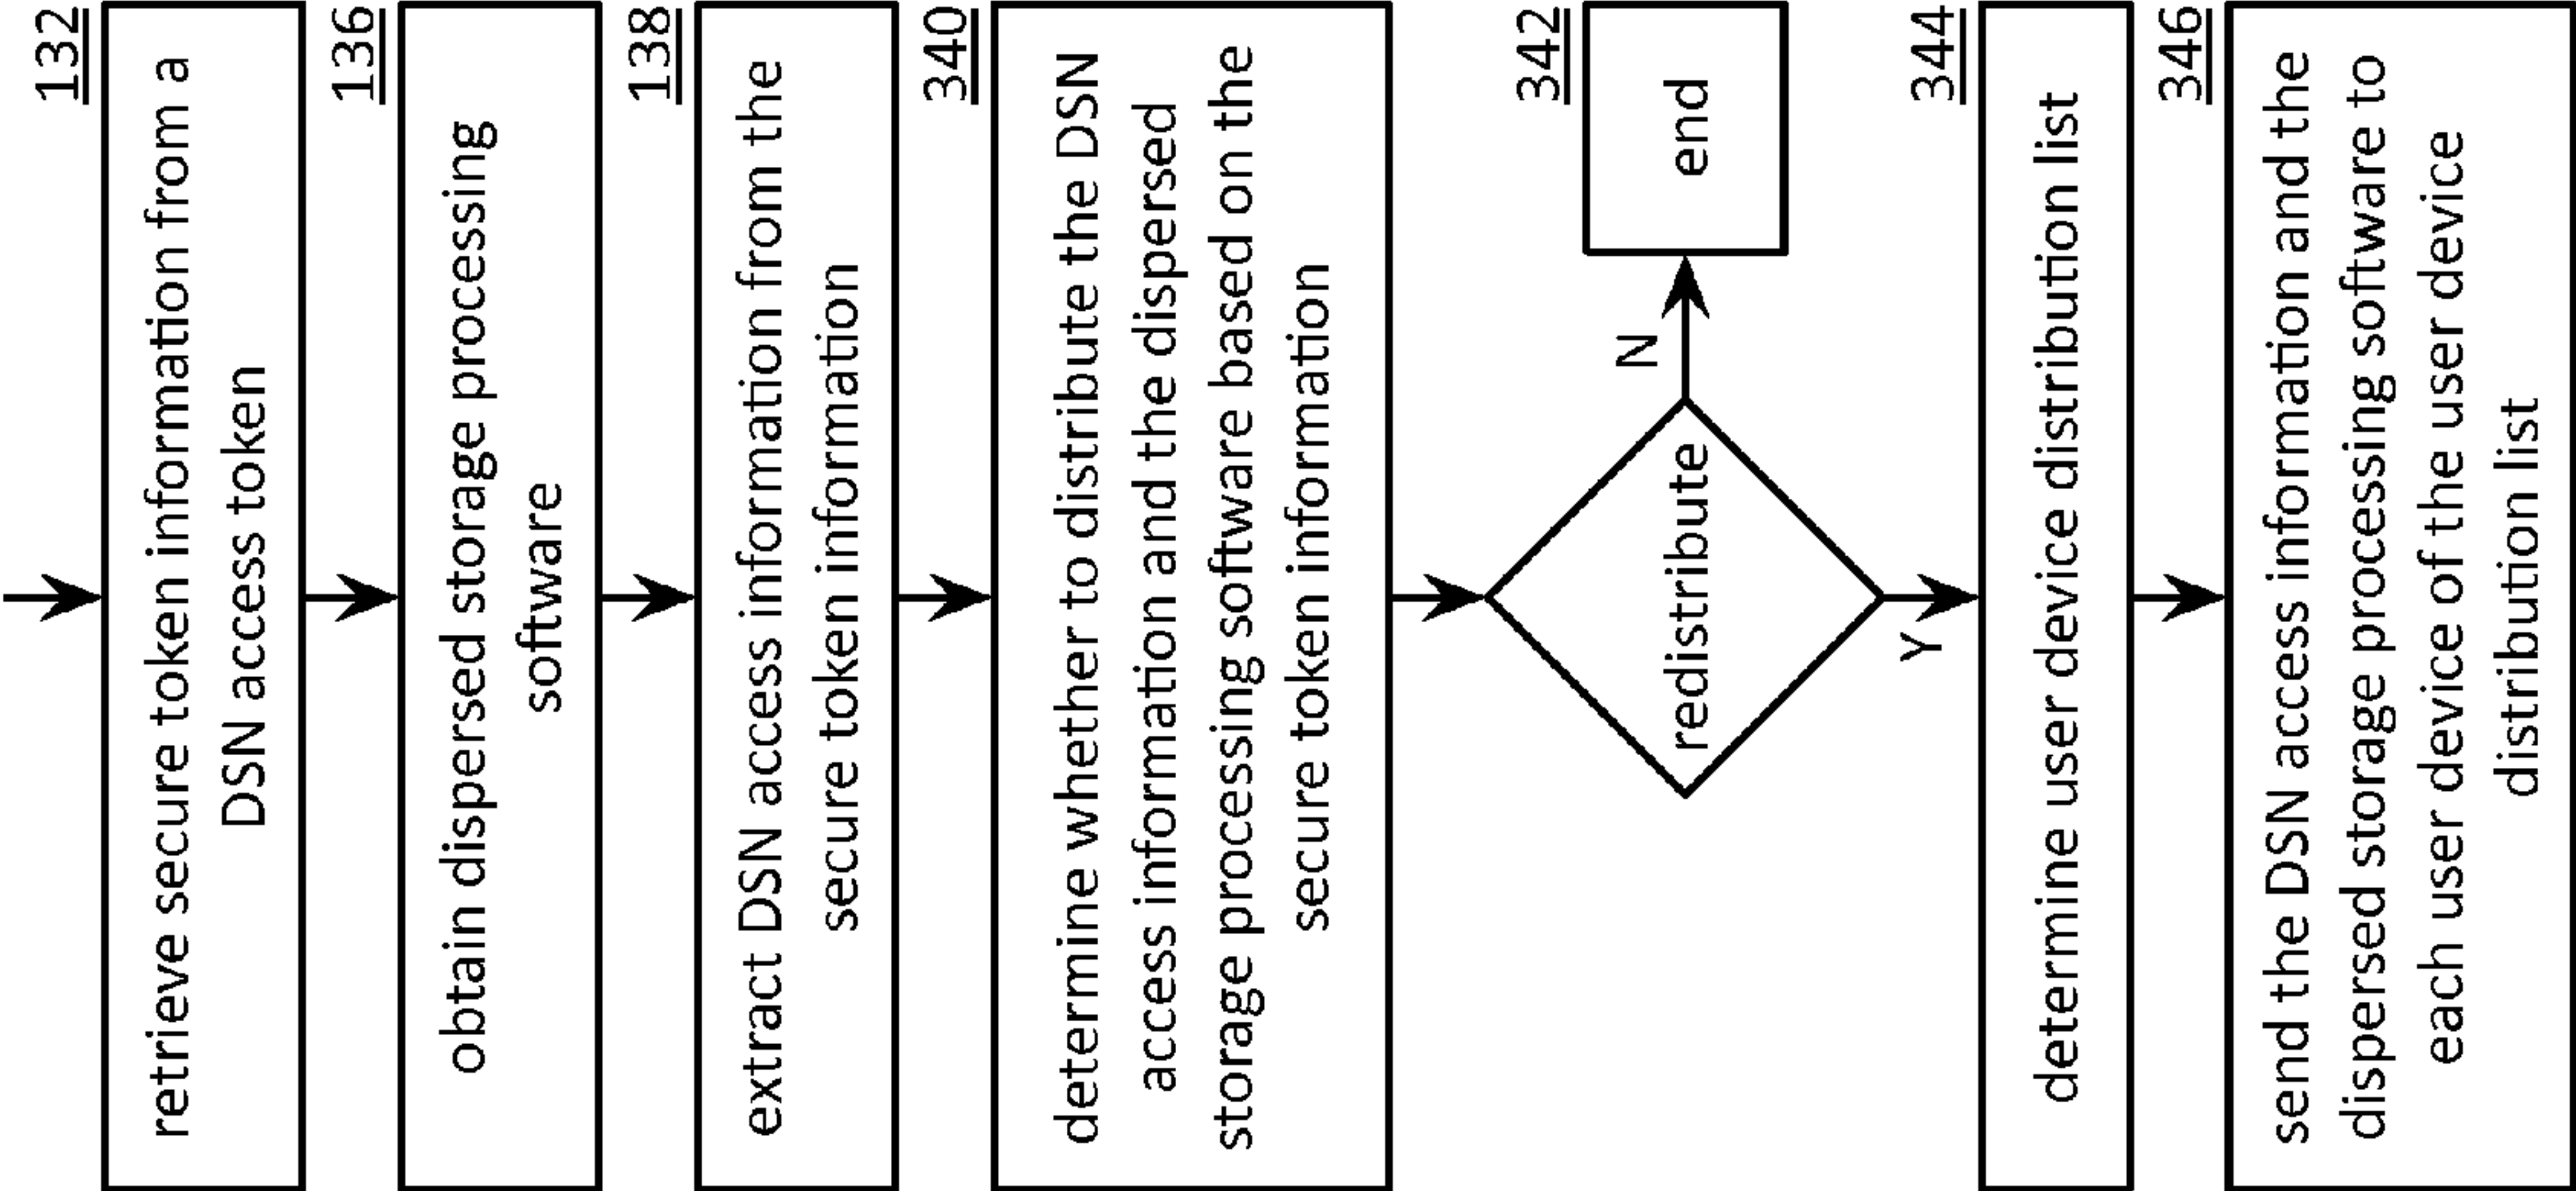 132
retrieve secure token information from a
DSN access token
136
obtain dispersed storage processing
software
138
extract DSN access information from the
secure token information
340
determine whether to distribute the DSN
access information and the dispersed
storage processing software based on the
secure token information
redistribute
N
342
end
Y
344
determine user device distribution list
346
send the DSN access information and the
dispersed storage processing software to
each user device of the user device
distribution list